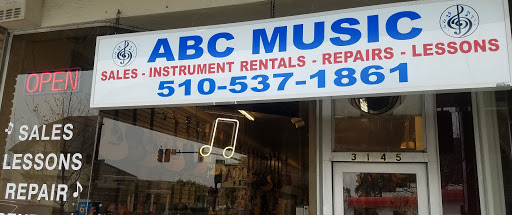 ABC MUSIC
SALES - INSTRUMENT RENTALS - REPAIRS - LESSONS
510-537-1861
OPEN
3145
SALES
LESSONS
REPAIR